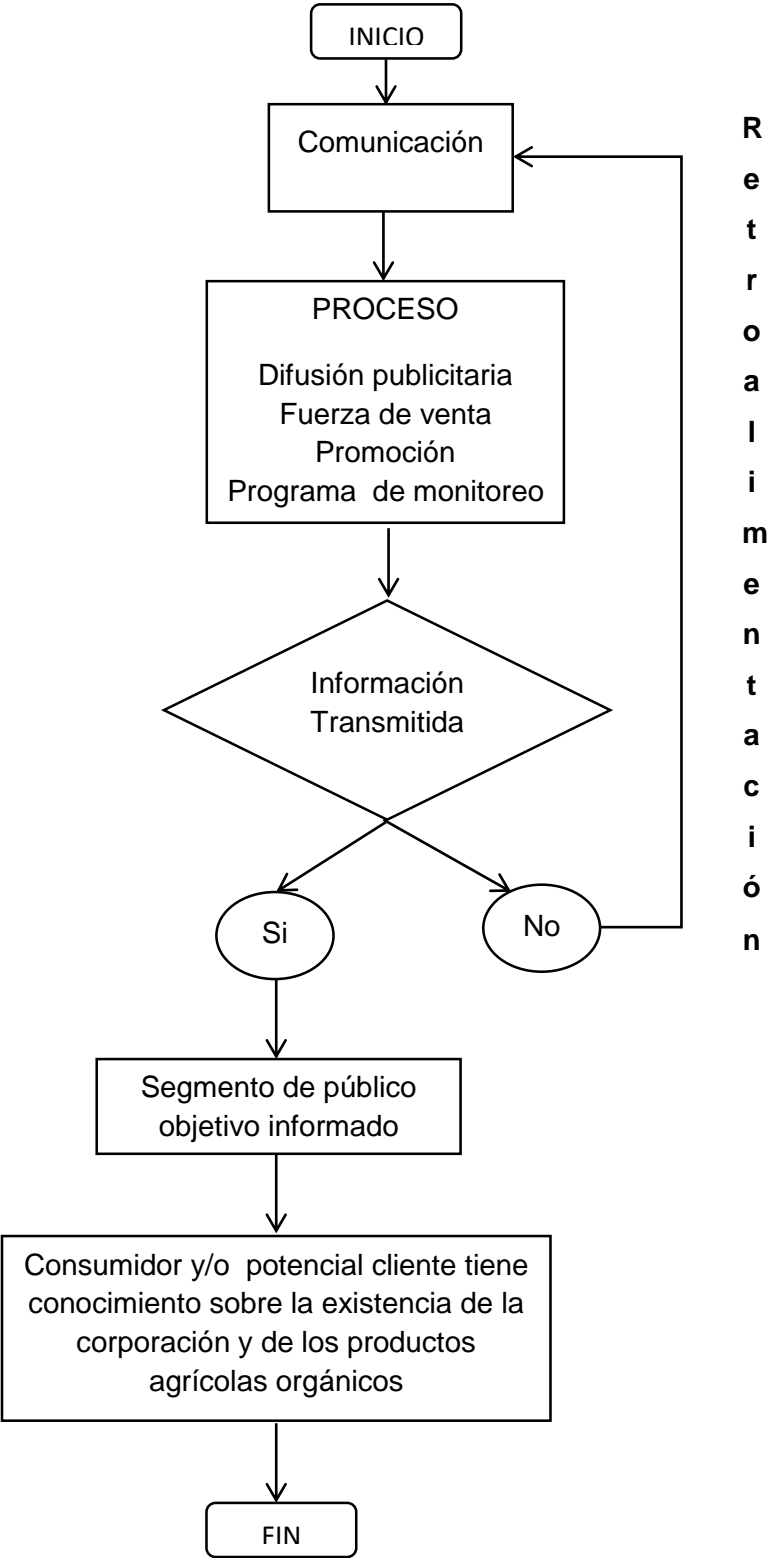 INICIO
Comunicación
PROCESO
Difusión publicitaria
Fuerza de venta
Promoción
Programa  de monitoreo
Información
Transmitida
Si
No
Segmento de público
objetivo informado
Consumidor y/o  potencial cliente tiene
conocimiento sobre la existencia de la
corporación y de los productos
agrícolas orgánicos
FIN
R
e
t
r
o
a
l
i
m
e
n
t
a
c
i
ó
n